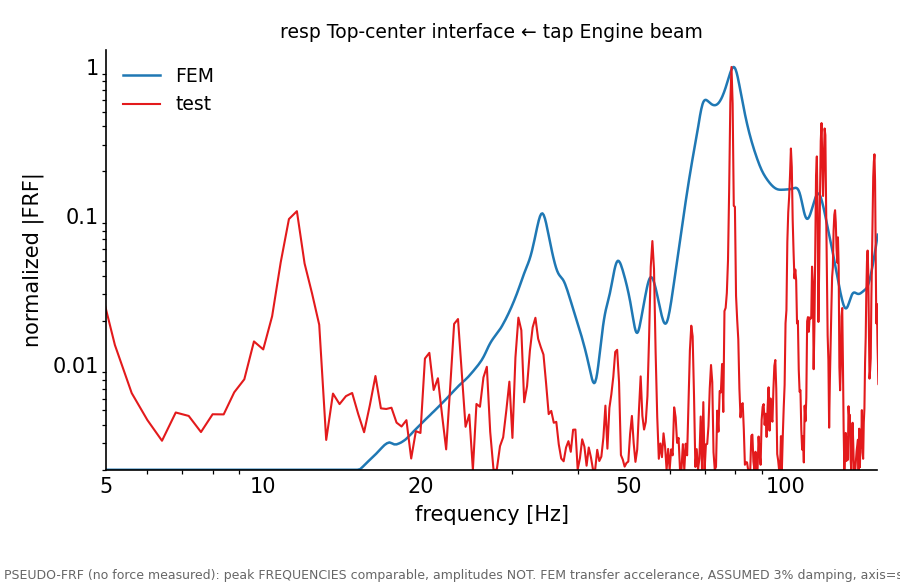 resp Top-center interface ← tap Engine beam
FEM
test
normalized |FRF|
1
0.1
0.01
5
10
20
50
100
frequency [Hz]
PSEUDO-FRF (no force measured): peak FREQUENCIES comparable, amplitudes NOT. FEM transfer accelerance, ASSUMED 3% damping, axis=s